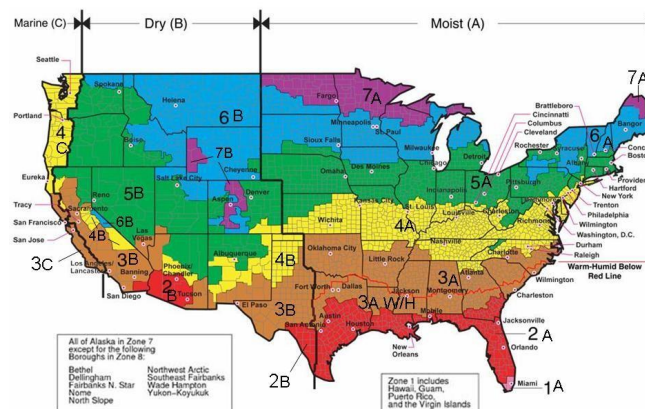 Marine (C)
Dry (B)
Moist (A)
Seattle
Spokane
Portland
4
C
Helena
6 B
Boise
7B
Fargo
7A
7A
Minneapolis
St. Paul
Sioux Falls
Milwaukee
Brattleboro
Cincinnati
Columbus
Cleveland
Rochester
Bangor
6
A
Albany
Boston
Detroit
Chicago
Des Moines
Omaha
Cheyenne
Salt Lake City
Eureka
Reno
5B
Denver
Aspen
Indianapolis
5A
Pittsburgh
Hartford
New York
Trenton
Philadelphia
Wilmington
Washington, D.C.
Durham
Raleigh
Tracy
Sacramento
San Francisco
San Jose
6B
4B
3C
Las
Vegas
3B
Kansas City
St. Louis
Louisville
Charleston
Richmond
Wichita
4A
Nashville
Charlotte
Albuquerque
4B
Oklahoma City
Little Rock
3A
Atlanta
Wilmington
Warm-Humid Below
Red Line
Los Angeles/
Lancaster
Banning
San Diego
Phoenix/
Chandler
2
B
Tucson
El Paso
3B
Fort Worth
Dallas
3A W/H
Jackson
Montgomery
Charleston
Austin
San Antonio
Houston
Mobile
New
Orleans
Jacksonville
2
A
Orlando
2B
Miami
1A
All of Alaska in Zone 7
except for the following
Boroughs in Zone 8:
Bethel
Dellingham
Fairbanks N. Star
Nome
North Slope
Northwest Arctic
Southeast Fairbanks
Wade Hampton
Yukon–Koyukuk
Zone 1 includes
Hawaii, Guam,
Puerto Rico,
and the Virgin Islands